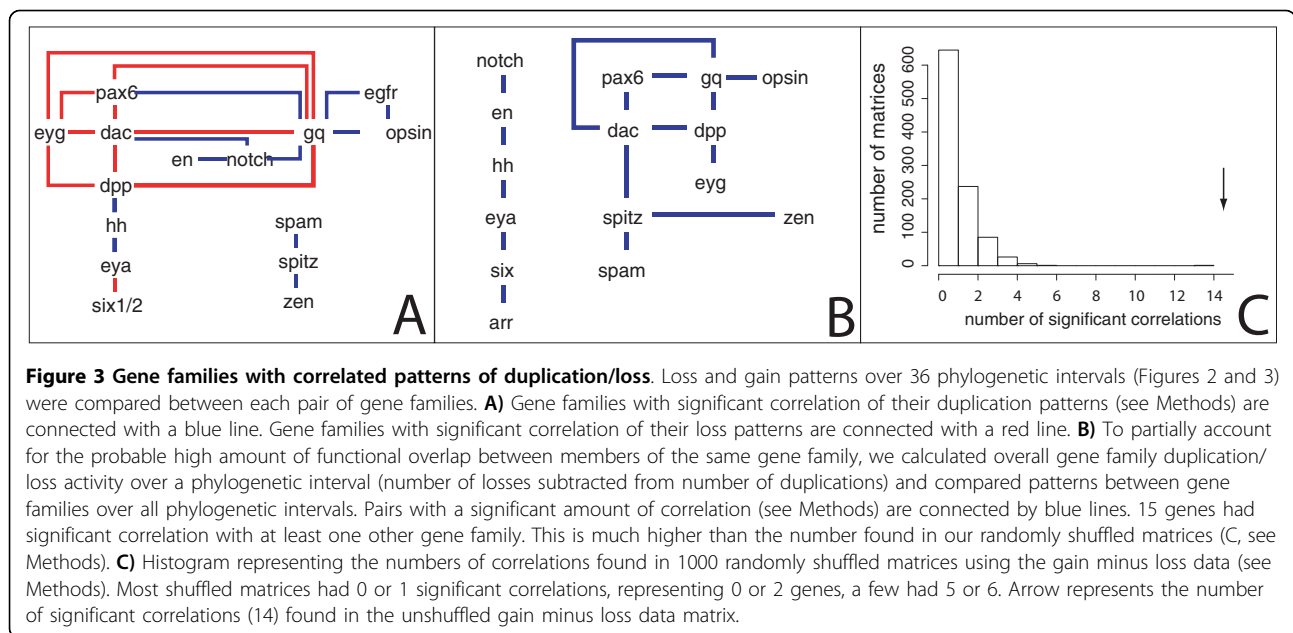 pax6
egfr
eyg dac gq opsin
en notch
dpp
hh spam
eya spitz
six1/2 zen
A
notch
pax6 gq opsin
en
dac dpp
hh
eyg
eya spitz zen
six spam
arr
B
number of matrices
0 100 200 300 400 500 600
0 2 4 6 8 10 12 14
number of significant correlations
C
Figure 3 Gene families with correlated patterns of duplication/loss. Loss and gain patterns over 36 phylogenetic intervals (Figures 2 and 3)
were compared between each pair of gene families. A) Gene families with significant correlation of their duplication patterns (see Methods) are
connected with a blue line. Gene families with significant correlation of their loss patterns are connected with a red line. B) To partially account
for the probable high amount of functional overlap between members of the same gene family, we calculated overall gene family duplication/
loss activity over a phylogenetic interval (number of losses subtracted from number of duplications) and compared patterns between gene
families over all phylogenetic intervals. Pairs with a significant amount of correlation (see Methods) are connected by blue lines. 15 genes had
significant correlation with at least one other gene family. This is much higher than the number found in our randomly shuffled matrices (C, see
Methods). C) Histogram representing the numbers of correlations found in 1000 randomly shuffled matrices using the gain minus loss data (see
Methods). Most shuffled matrices had 0 or 1 significant correlations, representing 0 or 2 genes, a few had 5 or 6. Arrow represents the number
of significant correlations (14) found in the unshuffled gain minus loss data matrix.